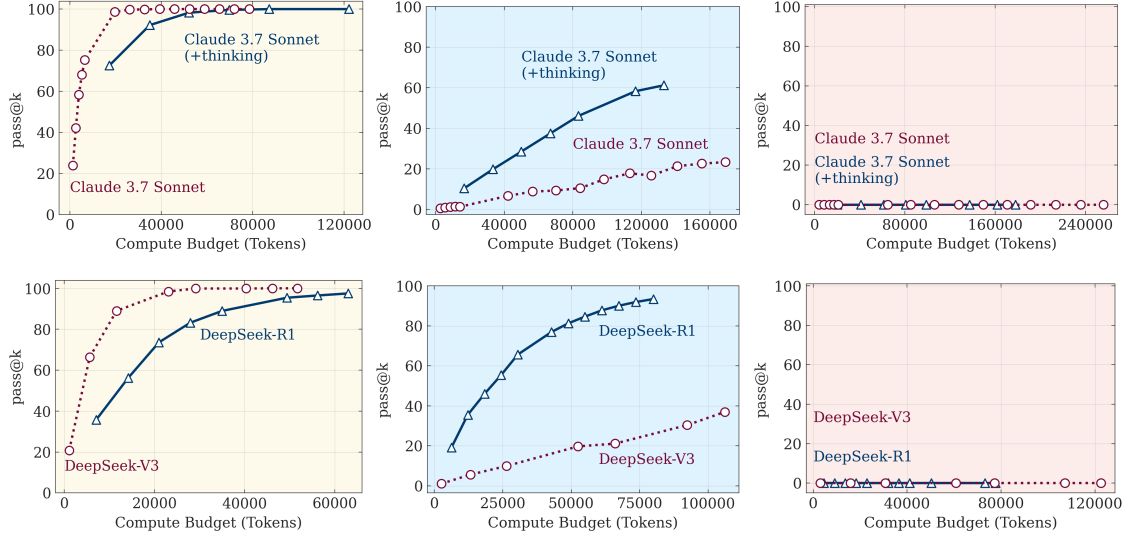 100
80
60
40
20
0
pass@k
Claude 3.7 Sonnet
(+thinking)
Claude 3.7 Sonnet
0 40000 80000 120000
Compute Budget (Tokens)
100
80
60
40
20
0
pass@k
Claude 3.7 Sonnet
(+thinking)
Claude 3.7 Sonnet
0 40000 80000 120000 160000
Compute Budget (Tokens)
100
80
60
40
20
0
pass@k
Claude 3.7 Sonnet
Claude 3.7 Sonnet
(+thinking)
0 80000 160000 240000
Compute Budget (Tokens)
100
80
60
40
20
0
pass@k
DeepSeek-R1
DeepSeek-V3
0 20000 40000 60000
Compute Budget (Tokens)
100
80
60
40
20
0
pass@k
DeepSeek-R1
DeepSeek-V3
0 25000 50000 75000 100000
Compute Budget (Tokens)
100
80
60
40
20
0
pass@k
DeepSeek-V3
DeepSeek-R1
0 40000 80000 120000
Compute Budget (Tokens)